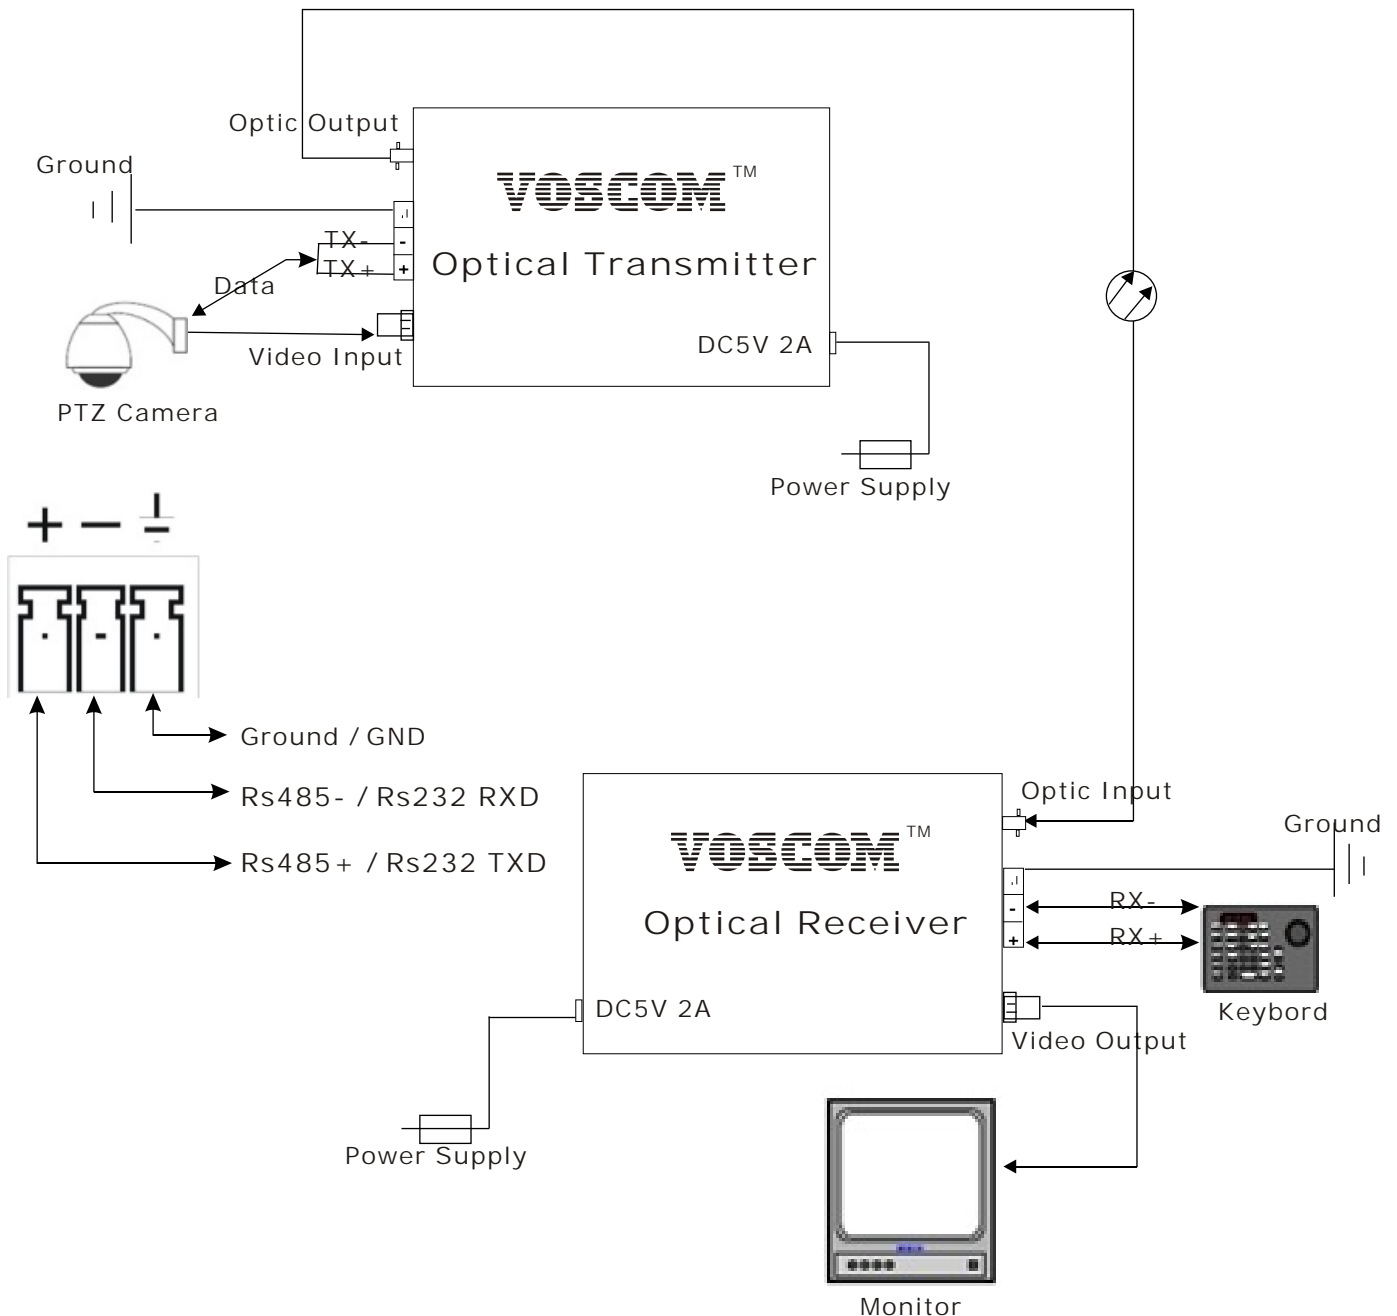 Optic Output
Ground
VOSCOM™
TX-
TX+
Optical Transmitter
Data
DC5V 2A
Video Input
PTZ Camera
Power Supply
+ - 
Ground / GND
Rs485- / Rs232 RXD
Rs485+ / Rs232 TXD
Optic Input
Ground
VOSCOM™
RX-
Optical Receiver
RX+
DC5V 2A
Keybord
Video Output
Power Supply
Monitor